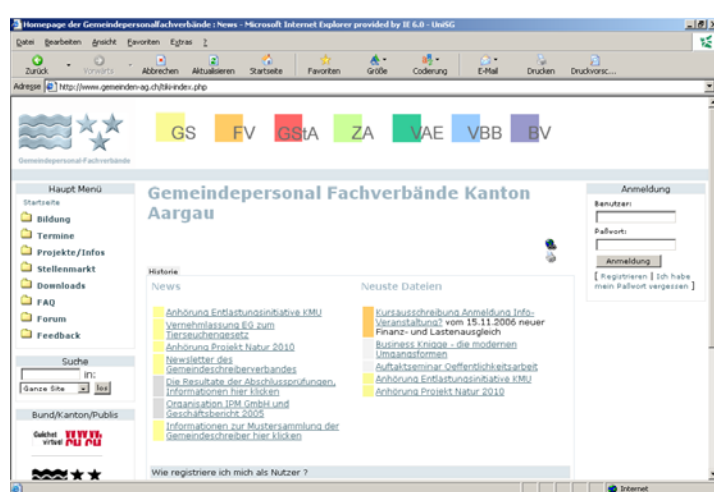 Homepage der Gemeindepersonalfachverbände : News - Microsoft Internet Explorer provided by IE 6.0 - UniSG
Datei Bearbeiten Ansicht Favoriten Extras ?
Zurück Vorwärts Abbrechen Aktualisieren Startseite Favoriten Größe Codierung E-Mail Drucken Druckvorsc...
Adresse http://www.gemeinden-ag.ch/tiki-index.php
GS FV GStA ZA VAE VBB BV
Gemeindepersonal-Fachverbände
Haupt Menü
Startseite
Bildung
Termine
Projekte/Infos
Stellenmarkt
Downloads
FAQ
Forum
Feedback
Suche
in:
Ganze Site los
Bund/Kanton/Publis
Guichet
virtuel
Gemeindepersonal Fachverbände Kanton
Aargau
Historie
News
Anhörung Entlastungsinitiative KMU
Vernehmlassung EG zum
Tierseuchengesetz
Anhörung Projekt Natur 2010
Newsletter des
Gemeindeschreiberverbandes
Die Resultate der Abschlussprüfungen,
Informationen hier klicken
Organisation IPM GmbH und
Geschäftsbericht 2005
Informationen zur Mustersammlung der
Gemeindeschreiber hier klicken
Neuste Dateien
Kursausschreibung Anmeldung Info-
Veranstaltung? vom 15.11.2006 neuer
Finanz- und Lastenausgleich
Business Knigge - die modernen
Umgangsformen
Auftaktseminar Oeffentlichkeitsarbeit
Anhörung Entlastungsinitiative KMU
Anhörung Projekt Natur 2010
Wie registriere ich mich als Nutzer ?
Anmeldung
Benutzer:
Paßwort:
Anmeldung
[ Registrieren | Ich habe
mein Paßwort vergessen ]
Internet